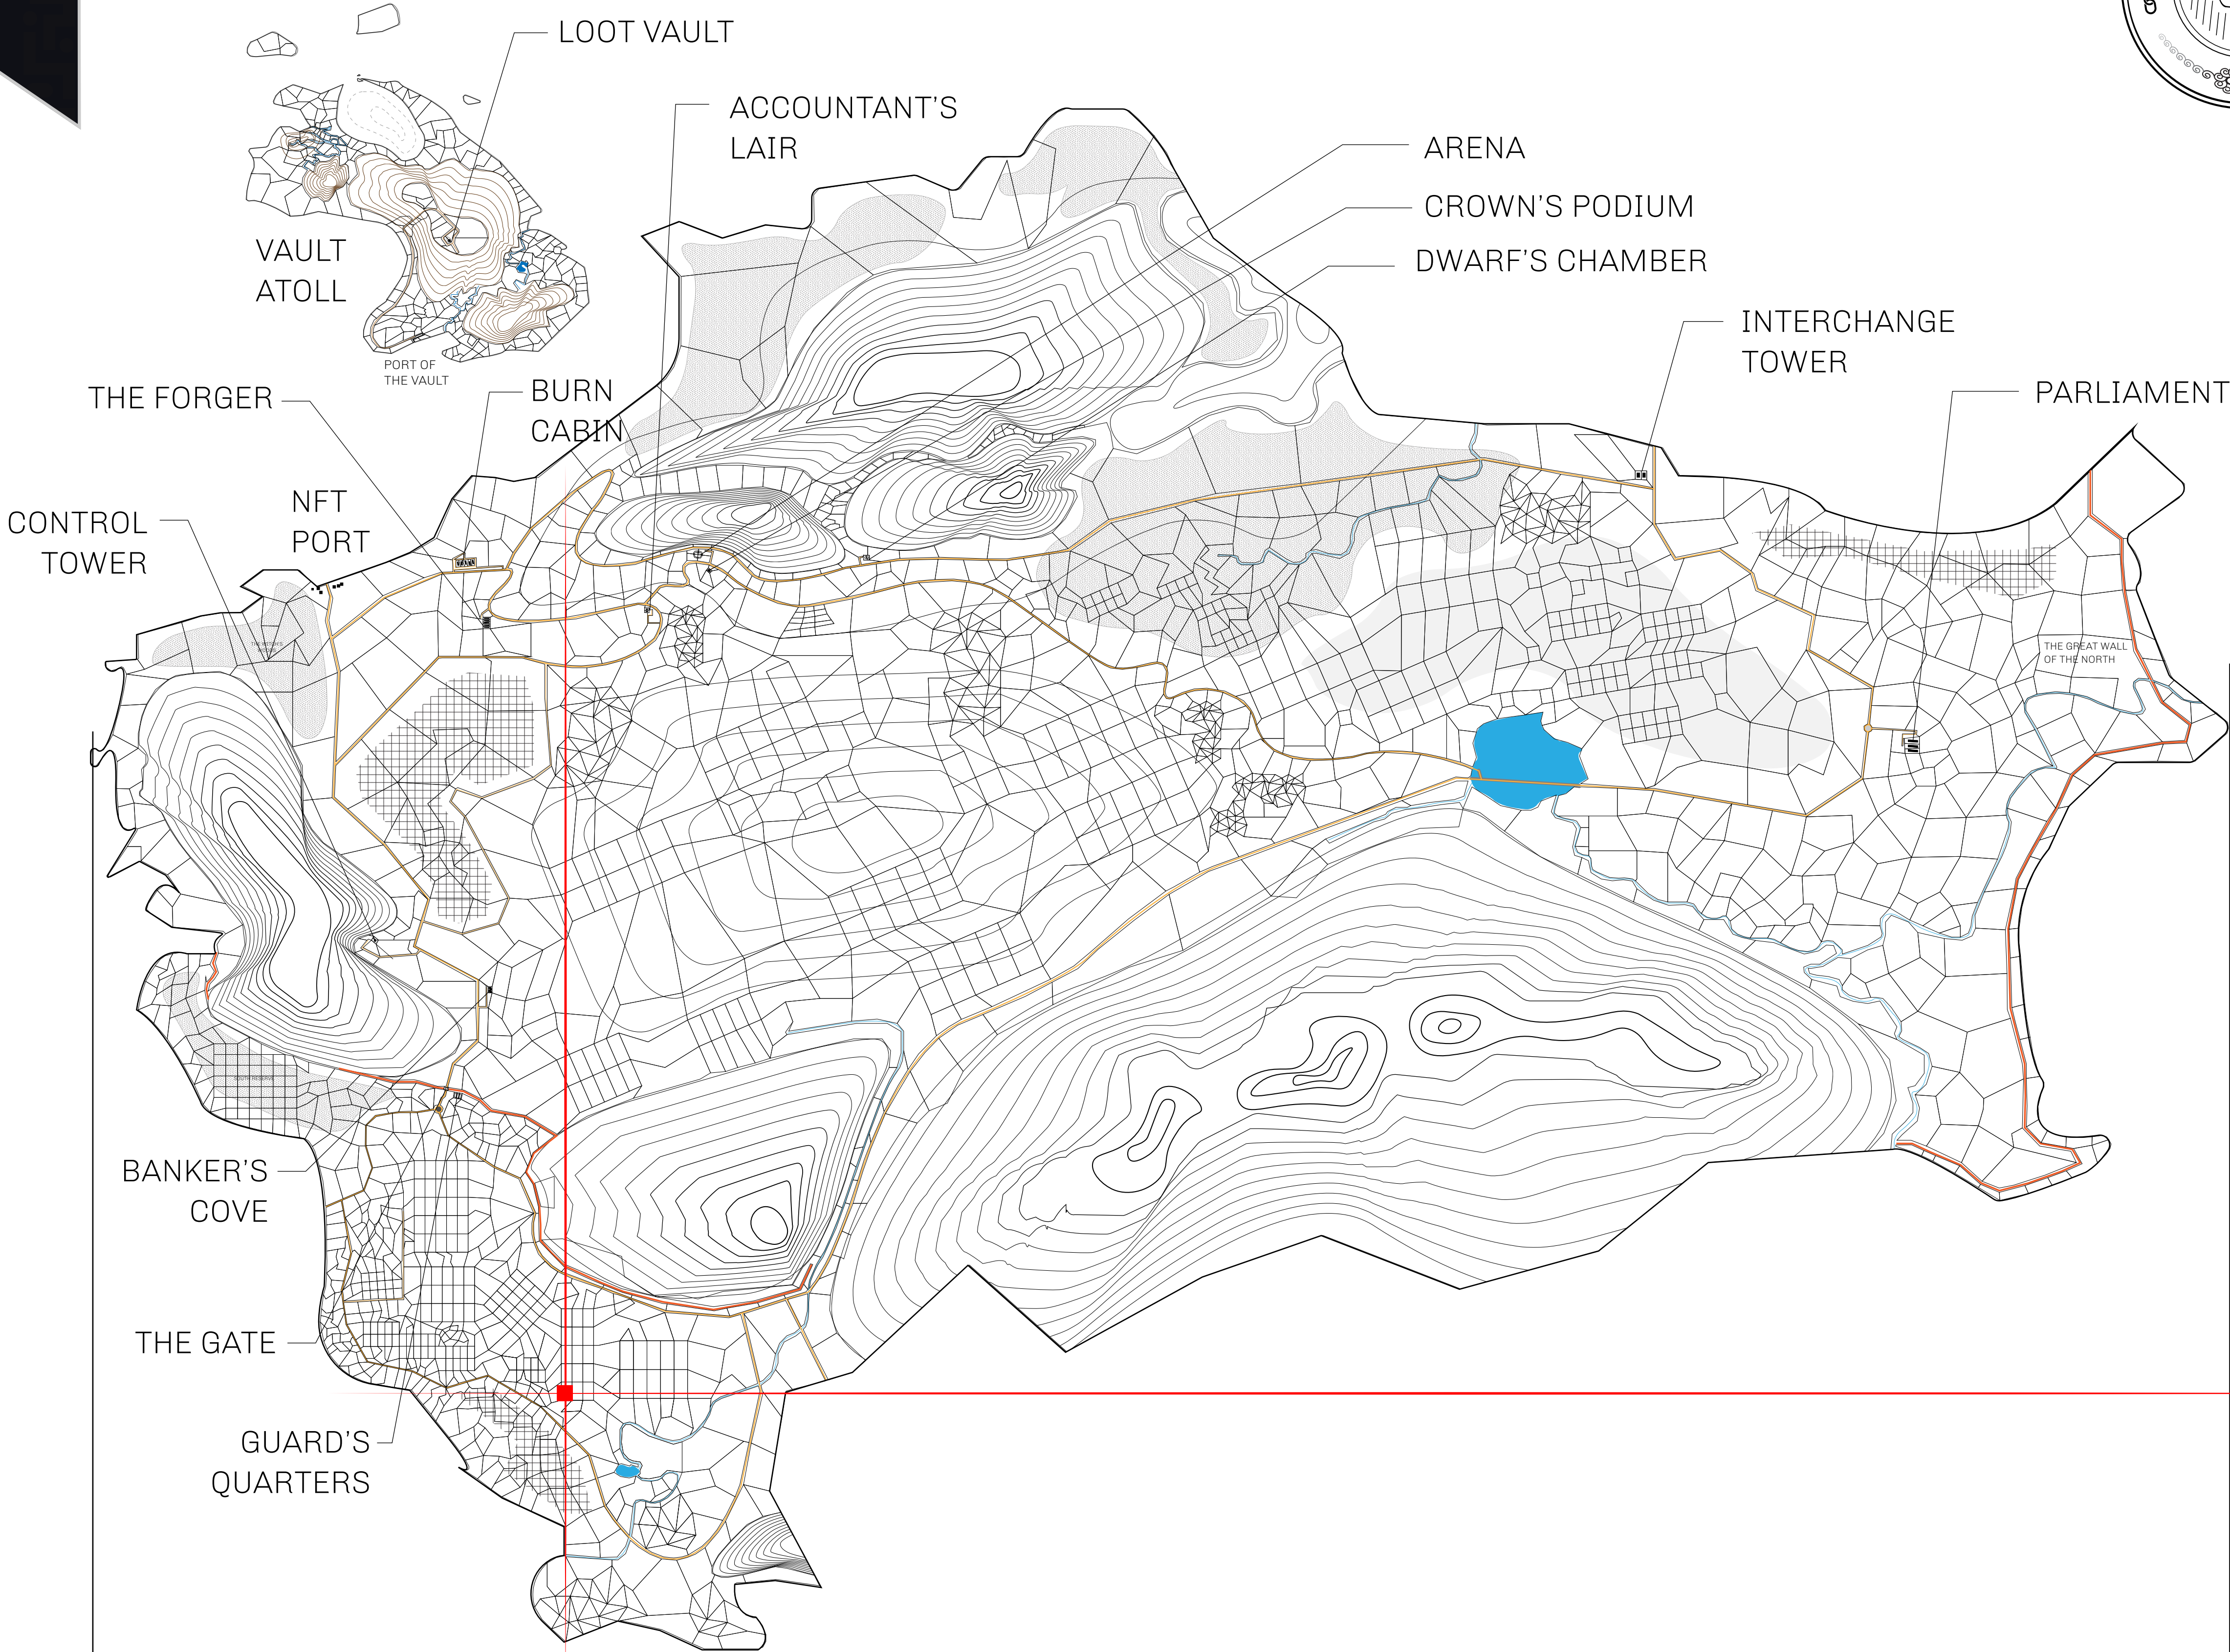 LOOT VAULT
ACCOUNTANT'S
LAIR
ARENA
CROWN'S PODIUM
DWARF'S CHAMBER
VAULT
ATOLL
INTERCHANGE
TOWER
PORT OF
THE VAULT
THE FORGER
BURN
CABIN
PARLIAMENT
NFT
PORT
CONTROL
TOWER
THE GREAT WALL
OF THE NORTH
SOUTH RESERVE
BANKER'S
COVE
THE GATE
GUARD'S
QUARTERS